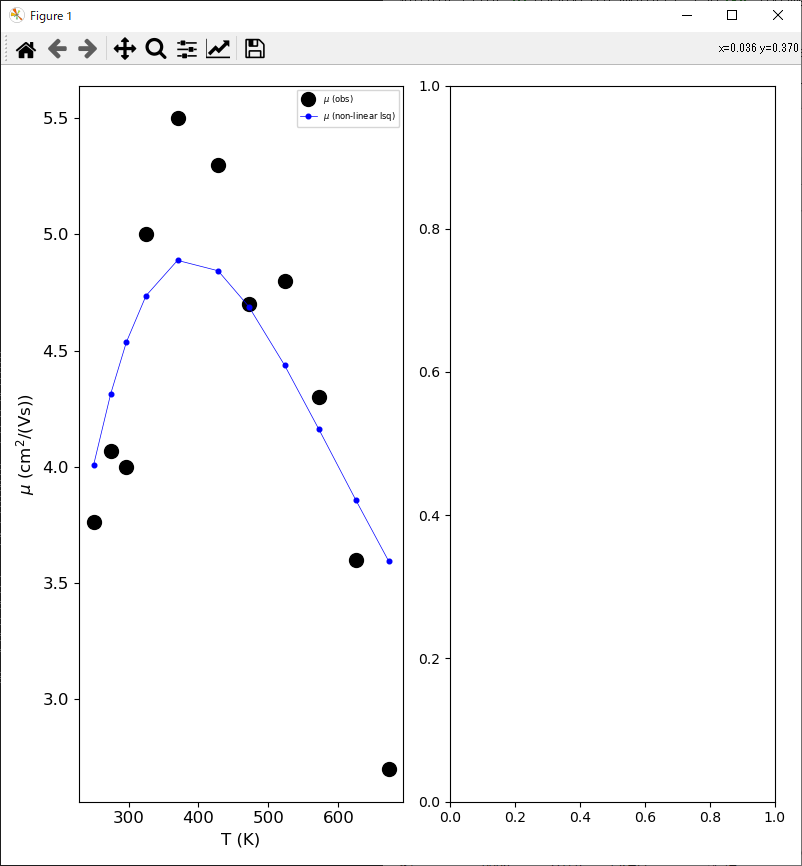 Figure 1
x=0.036 y=0.370
μ (obs)
μ (non-linear lsq)
5.5
5.0
4.5
4.0
3.5
3.0
μ (cm²/(Vs))
300 400 500 600
T (K)
1.0
0.8
0.6
0.4
0.2
0.0
0.0 0.2 0.4 0.6 0.8 1.0